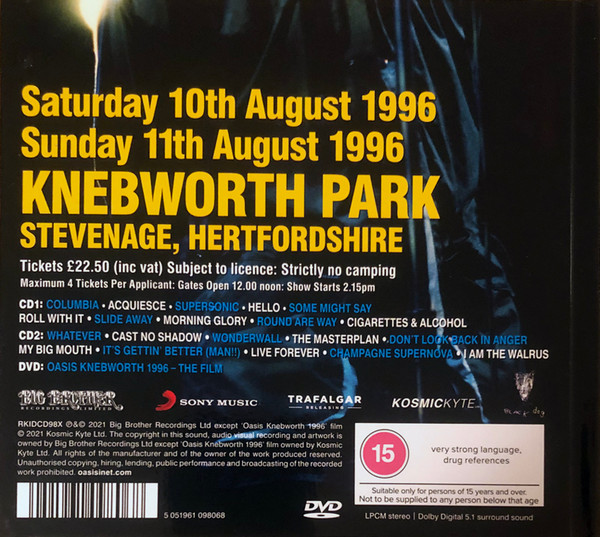 Saturday 10th August 1996
Sunday 11th August 1996
KNEBWORTH PARK
STEVENAGE, HERTFORDSHIRE
Tickets £22.50 (inc vat) Subject to licence: Strictly no camping
Maximum 4 Tickets Per Applicant: Gates Open 12.00 noon: Show Starts 2.15pm
CD1: COLUMBIA • ACQUIESCE • SUPERSONIC • HELLO • SOME MIGHT SAY
ROLL WITH IT • SLIDE AWAY • MORNING GLORY • ROUND ARE WAY • CIGARETTES & ALCOHOL
CD2: WHATEVER • CAST NO SHADOW • WONDERWALL • THE MASTERPLAN • DON'T LOOK BACK IN ANGER
MY BIG MOUTH • IT'S GETTIN' BETTER (MAN!!) • LIVE FOREVER • CHAMPAGNE SUPERNOVA • I AM THE WALRUS
DVD: OASIS KNEBWORTH 1996 – THE FILM
BIG BROTHER
RECORDINGS LIMITED
SONY MUSIC
TRAFALGAR
RELEASING
KOSMICKYTE
RKIDCD98X ℗&© 2021 Big Brother Recordings Ltd except 'Oasis Knebworth 1996' film
© 2021 Kosmic Kyte Ltd. The copyright in this sound, audio visual recording and artwork is
owned by Big Brother Recordings Ltd except 'Oasis Knebworth 1996' film owned by Kosmic
Kyte Ltd. All rights of the manufacturer and of the owner of the work produced reserved.
Unauthorised copying, hiring, lending, public performance and broadcasting of the recorded
work prohibited. oasisinet.com
15
very strong language,
drug references
Suitable only for persons of 15 years and over.
Not to be supplied to any person below that age
5 051961 098068
DVD
LPCM stereo | Dolby Digital 5.1 surround sound